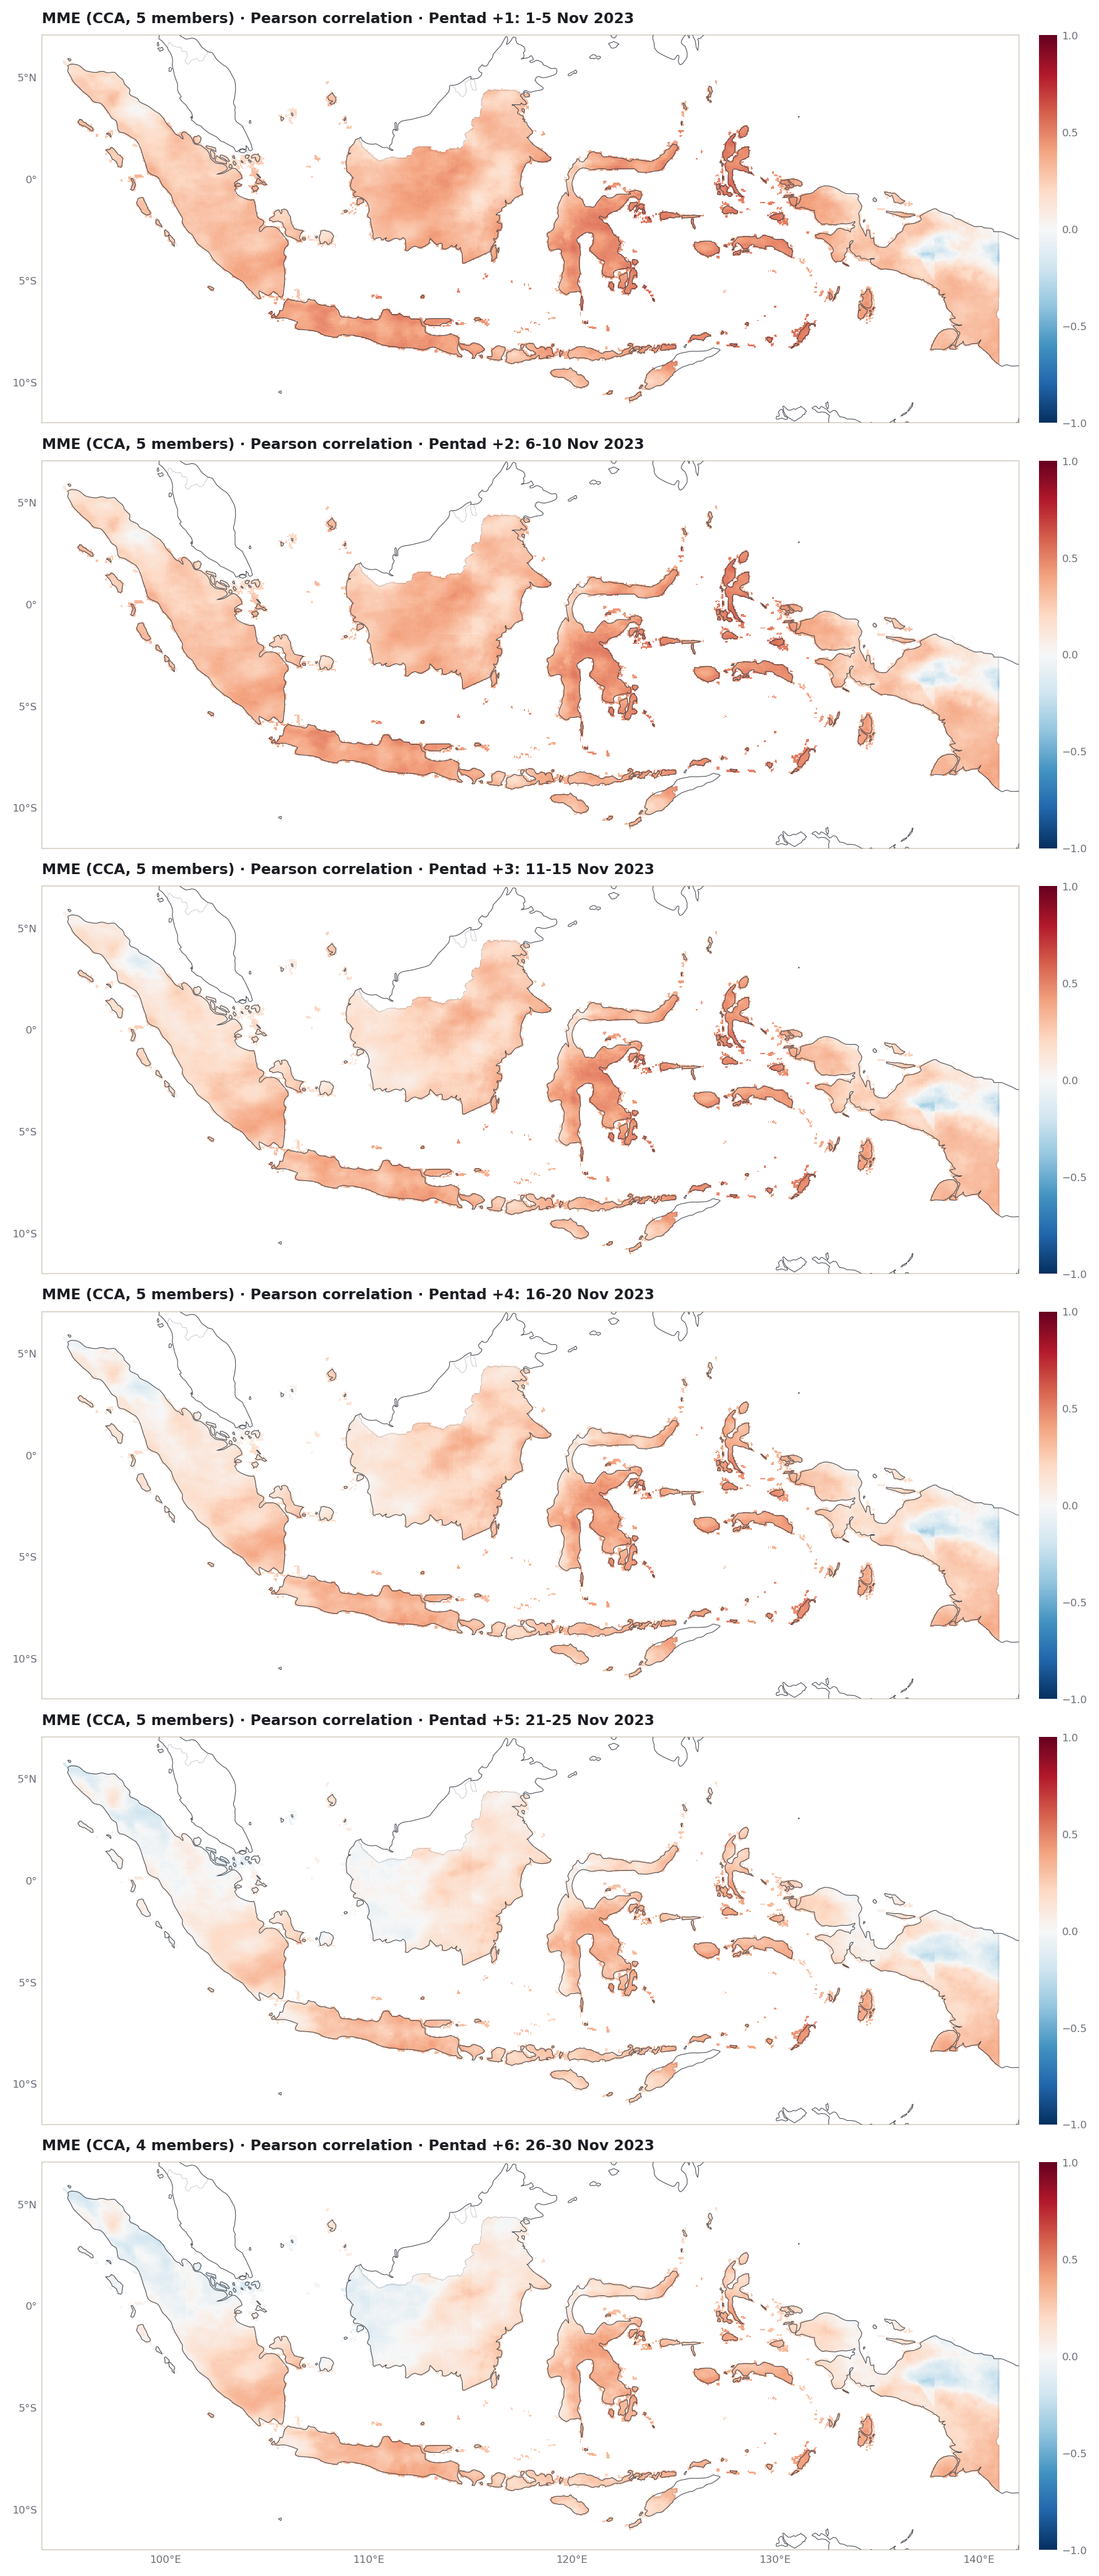 MME (CCA, 5 members) · Pearson correlation · Pentad +1: 1-5 Nov 2023
5°N
0°
5°S
10°S
1.0
0.5
0.0
−0.5
−1.0
MME (CCA, 5 members) · Pearson correlation · Pentad +2: 6-10 Nov 2023
5°N
0°
5°S
10°S
1.0
0.5
0.0
−0.5
−1.0
MME (CCA, 5 members) · Pearson correlation · Pentad +3: 11-15 Nov 2023
5°N
0°
5°S
10°S
1.0
0.5
0.0
−0.5
−1.0
MME (CCA, 5 members) · Pearson correlation · Pentad +4: 16-20 Nov 2023
5°N
0°
5°S
10°S
1.0
0.5
0.0
−0.5
−1.0
MME (CCA, 5 members) · Pearson correlation · Pentad +5: 21-25 Nov 2023
5°N
0°
5°S
10°S
1.0
0.5
0.0
−0.5
−1.0
MME (CCA, 4 members) · Pearson correlation · Pentad +6: 26-30 Nov 2023
5°N
0°
5°S
10°S
1.0
0.5
0.0
−0.5
−1.0
100°E 110°E 120°E 130°E 140°E